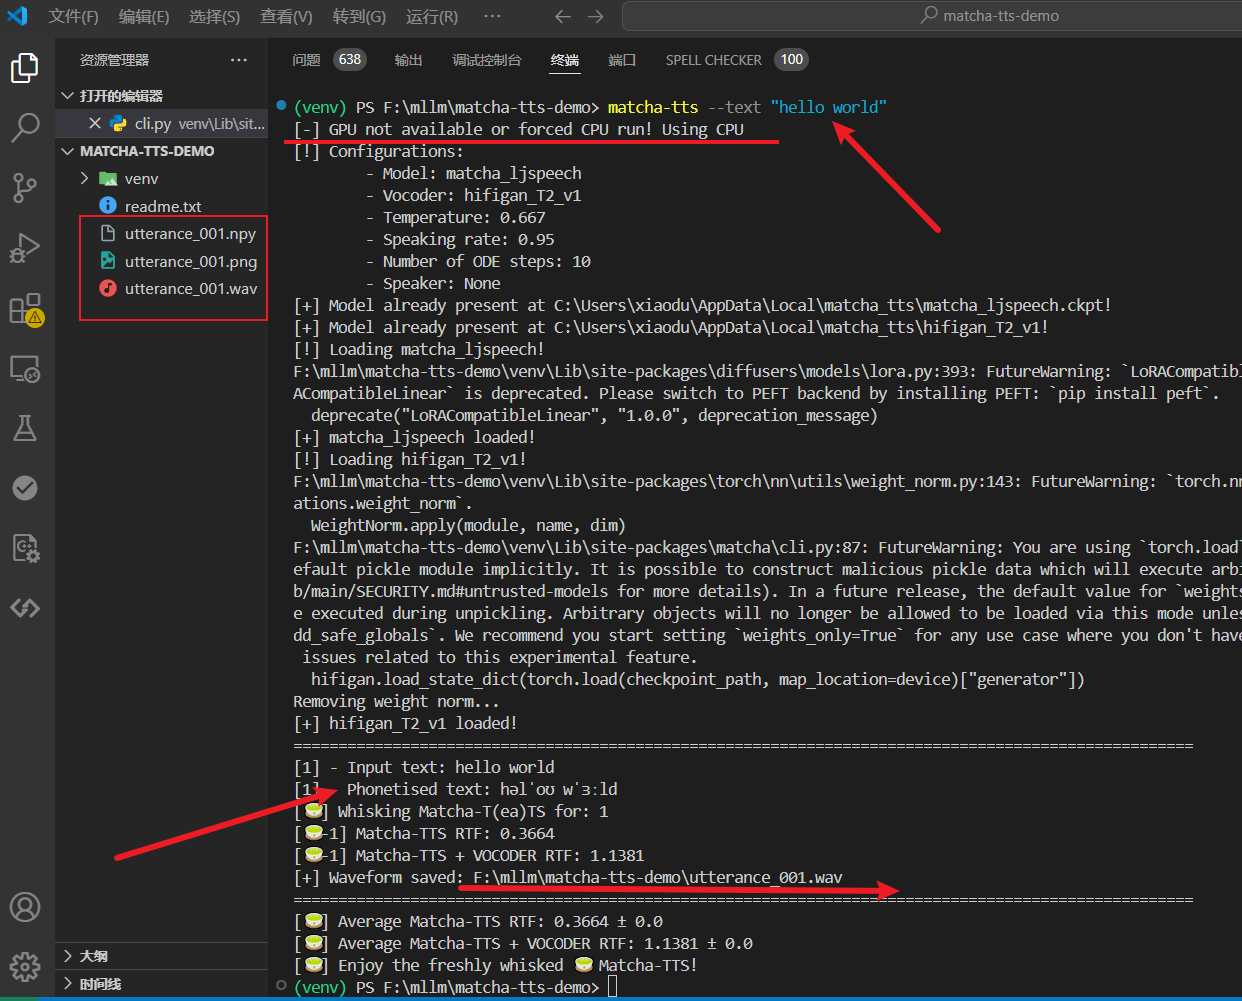 文件(F) 编辑(E) 选择(S) 查看(V) 转到(G) 运行(R) ··· matcha-tts-demo
资源管理器 ···
打开的编辑器
cli.py venv\Lib\sit...
MATCHA-TTS-DEMO
venv
readme.txt
utterance_001.npy
utterance_001.png
utterance_001.wav
大纲
时间线
问题 638 输出 调试控制台 终端 端口 SPELL CHECKER 100
(venv) PS F:\mllm\matcha-tts-demo> matcha-tts --text "hello world"
[-] GPU not available or forced CPU run! Using CPU
[!] Configurations:
- Model: matcha_ljspeech
- Vocoder: hifigan_T2_v1
- Temperature: 0.667
- Speaking rate: 0.95
- Number of ODE steps: 10
- Speaker: None
[+] Model already present at C:\Users\xiaodu\AppData\Local\matcha_tts\matcha_ljspeech.ckpt!
[+] Model already present at C:\Users\xiaodu\AppData\Local\matcha_tts\hifigan_T2_v1!
[!] Loading matcha_ljspeech!
F:\mllm\matcha-tts-demo\venv\Lib\site-packages\diffusers\models\lora.py:393: FutureWarning: `LoRACompatibl
ACompatibleLinear` is deprecated. Please switch to PEFT backend by installing PEFT: `pip install peft`.
deprecate("LoRACompatibleLinear", "1.0.0", deprecation_message)
[+] matcha_ljspeech loaded!
[!] Loading hifigan_T2_v1!
F:\mllm\matcha-tts-demo\venv\Lib\site-packages\torch\nn\utils\weight_norm.py:143: FutureWarning: `torch.nn
ations.weight_norm`.
WeightNorm.apply(module, name, dim)
F:\mllm\matcha-tts-demo\venv\Lib\site-packages\matcha\cli.py:87: FutureWarning: You are using `torch.load`
efault pickle module implicitly. It is possible to construct malicious pickle data which will execute arbi
b/main/SECURITY.md#untrusted-models for more details). In a future release, the default value for `weights
e executed during unpickling. Arbitrary objects will no longer be allowed to be loaded via this mode unles
dd_safe_globals`. We recommend you start setting `weights_only=True` for any use case where you don't have
issues related to this experimental feature.
hifigan.load_state_dict(torch.load(checkpoint_path, map_location=device)["generator"])
Removing weight norm...
[+] hifigan_T2_v1 loaded!
====================================================================================================
[1] - Input text: hello world
[1] Phonetised text: həlˈoʊ wˈɜːld
[🍵] Whisking Matcha-T(ea)TS for: 1
[🍵-1] Matcha-TTS RTF: 0.3664
[🍵-1] Matcha-TTS + VOCODER RTF: 1.1381
[+] Waveform saved: F:\mllm\matcha-tts-demo\utterance_001.wav
====================================================================================================
[🍵] Average Matcha-TTS RTF: 0.3664 ± 0.0
[🍵] Average Matcha-TTS + VOCODER RTF: 1.1381 ± 0.0
[🍵] Enjoy the freshly whisked 🍵 Matcha-TTS!
(venv) PS F:\mllm\matcha-tts-demo>